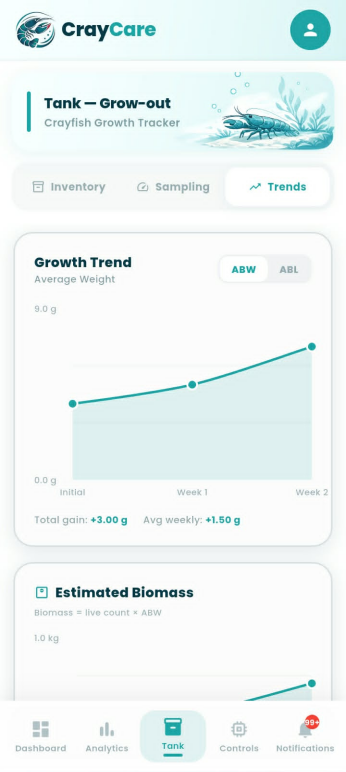 CrayCare
Tank — Grow-out
Crayfish Growth Tracker
Inventory Sampling Trends
Growth Trend
Average Weight
ABW ABL
9.0 g
0.0 g
Initial Week 1 Week 2
Total gain: +3.00 g Avg weekly: +1.50 g
Estimated Biomass
Biomass = live count × ABW
1.0 kg
99+
Dashboard Analytics Tank Controls Notifications